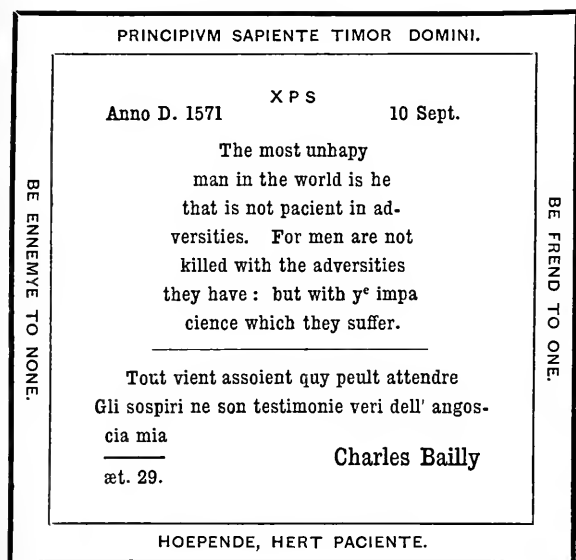 PRINCIPIVM SAPIENTE TIMOR DOMINI.
X P S
Anno D. 1571 10 Sept.
The most unhapy
man in the world is he
that is not pacient in ad-
versities. For men are not
killed with the adversities
they have : but with yᵉ impa
cience which they suffer.
Tout vient assoient quy peult attendre
Gli sospiri ne son testimonie veri dell' angos-
cia mia
æt. 29.
Charles Bailly
BE ENNEMYE TO NONE.
BE FREND TO ONE.
HOEPENDE, HERT PACIENTE.